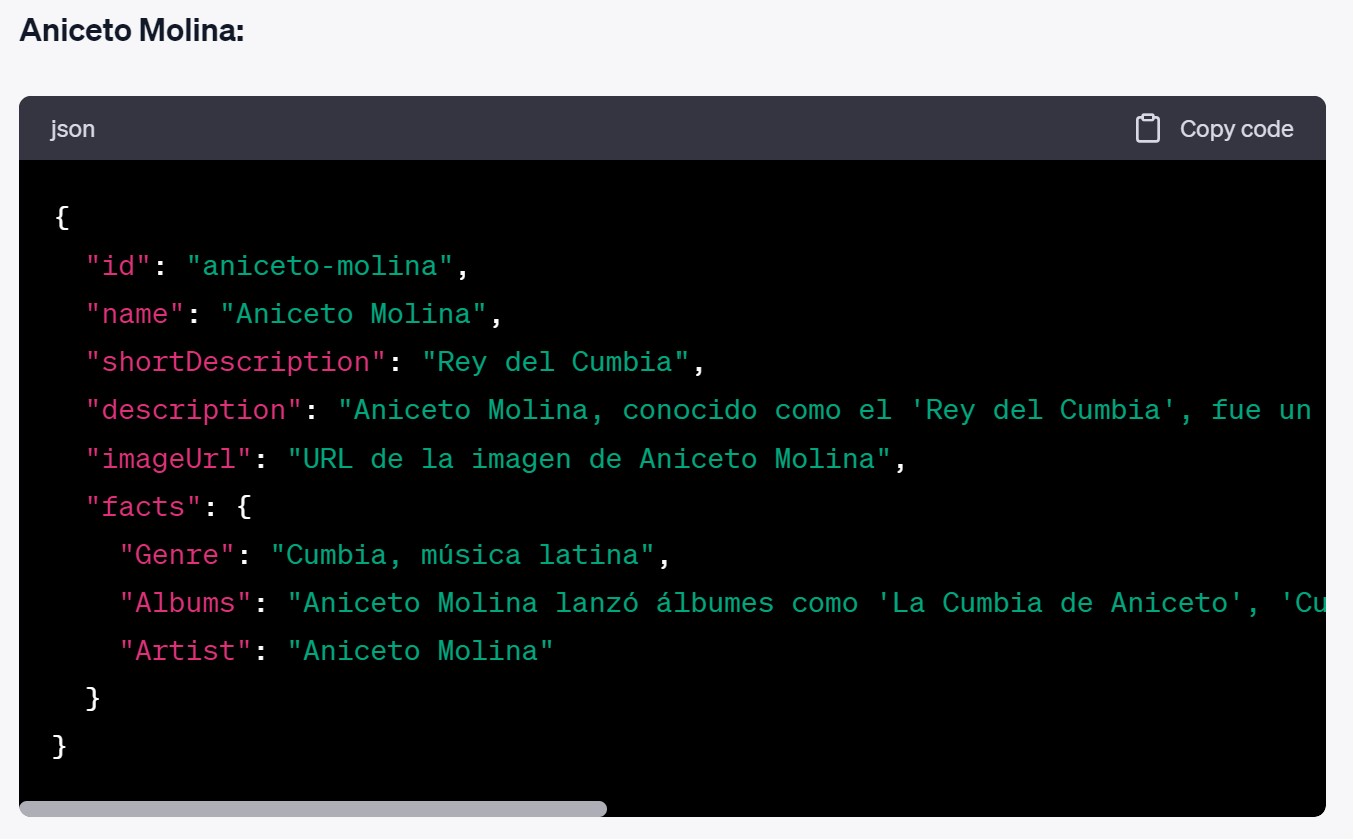 Aniceto Molina:
json
Copy code
{
"id": "aniceto-molina",
"name": "Aniceto Molina",
"shortDescription": "Rey del Cumbia",
"description": "Aniceto Molina, conocido como el 'Rey del Cumbia', fue un
"imageUrl": "URL de la imagen de Aniceto Molina",
"facts": {
"Genre": "Cumbia, música latina",
"Albums": "Aniceto Molina lanzó álbumes como 'La Cumbia de Aniceto', 'Cu
"Artist": "Aniceto Molina"
}
}